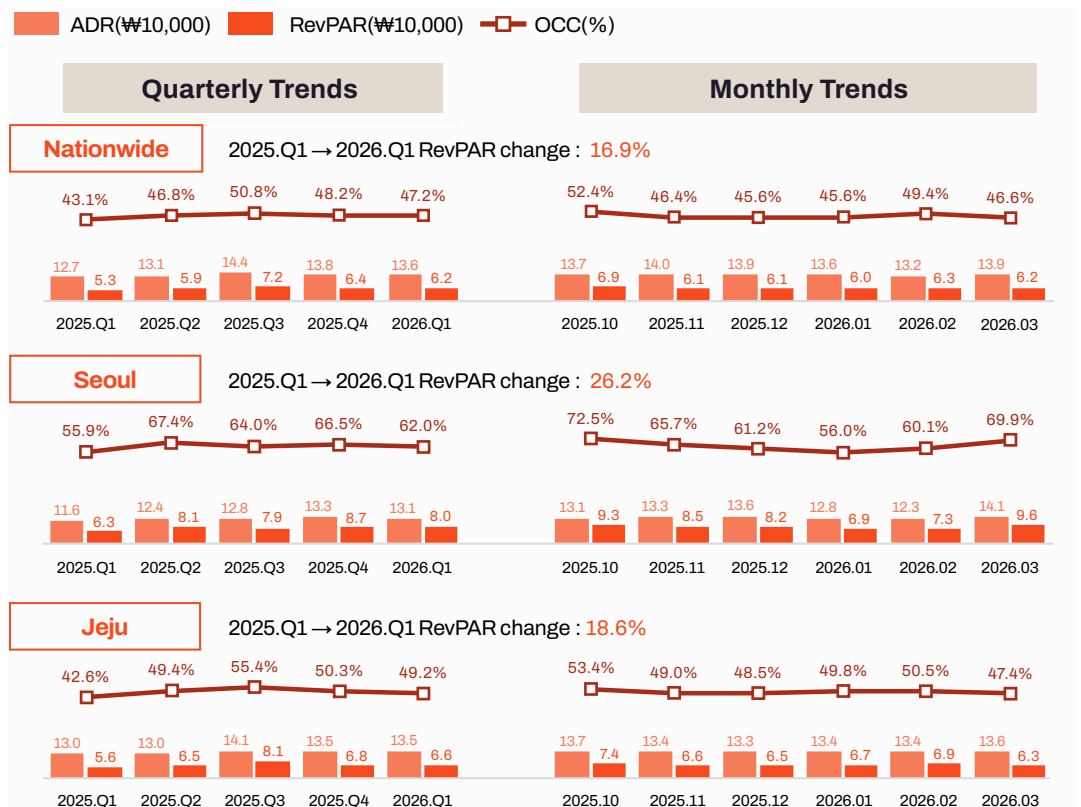 ADR(₩10,000) RevPAR(₩10,000) OCC(%)
Quarterly Trends Monthly Trends
Nationwide 2025.Q1→2026.Q1 RevPAR change : 16.9%
43.1% 46.8% 50.8% 48.2% 47.2% 52.4% 46.4% 45.6% 45.6% 49.4% 46.6%
12.7 5.3 13.1 5.9 14.4 7.2 13.8 6.4 13.6 6.2 13.7 6.9 14.0 6.1 13.9 6.1 13.6 6.0 13.2 6.3 13.9 6.2
2025.Q1 2025.Q2 2025.Q3 2025.Q4 2026.Q1 2025.10 2025.11 2025.12 2026.01 2026.02 2026.03
Seoul 2025.Q1→2026.Q1 RevPAR change : 26.2%
55.9% 67.4% 64.0% 66.5% 62.0% 72.5% 65.7% 61.2% 56.0% 60.1% 69.9%
11.6 6.3 12.4 8.1 12.8 7.9 13.3 8.7 13.1 8.0 13.1 9.3 13.3 8.5 13.6 8.2 12.8 6.9 12.3 7.3 14.1 9.6
2025.Q1 2025.Q2 2025.Q3 2025.Q4 2026.Q1 2025.10 2025.11 2025.12 2026.01 2026.02 2026.03
Jeju 2025.Q1→2026.Q1 RevPAR change : 18.6%
42.6% 49.4% 55.4% 50.3% 49.2% 53.4% 49.0% 48.5% 49.8% 50.5% 47.4%
13.0 5.6 13.0 6.5 14.1 8.1 13.5 6.8 13.5 6.6 13.7 7.4 13.4 6.6 13.3 6.5 13.4 6.7 13.4 6.9 13.6 6.3
2025.Q1 2025.Q2 2025.Q3 2025.Q4 2026.Q1 2025.10 2025.11 2025.12 2026.01 2026.02 2026.03